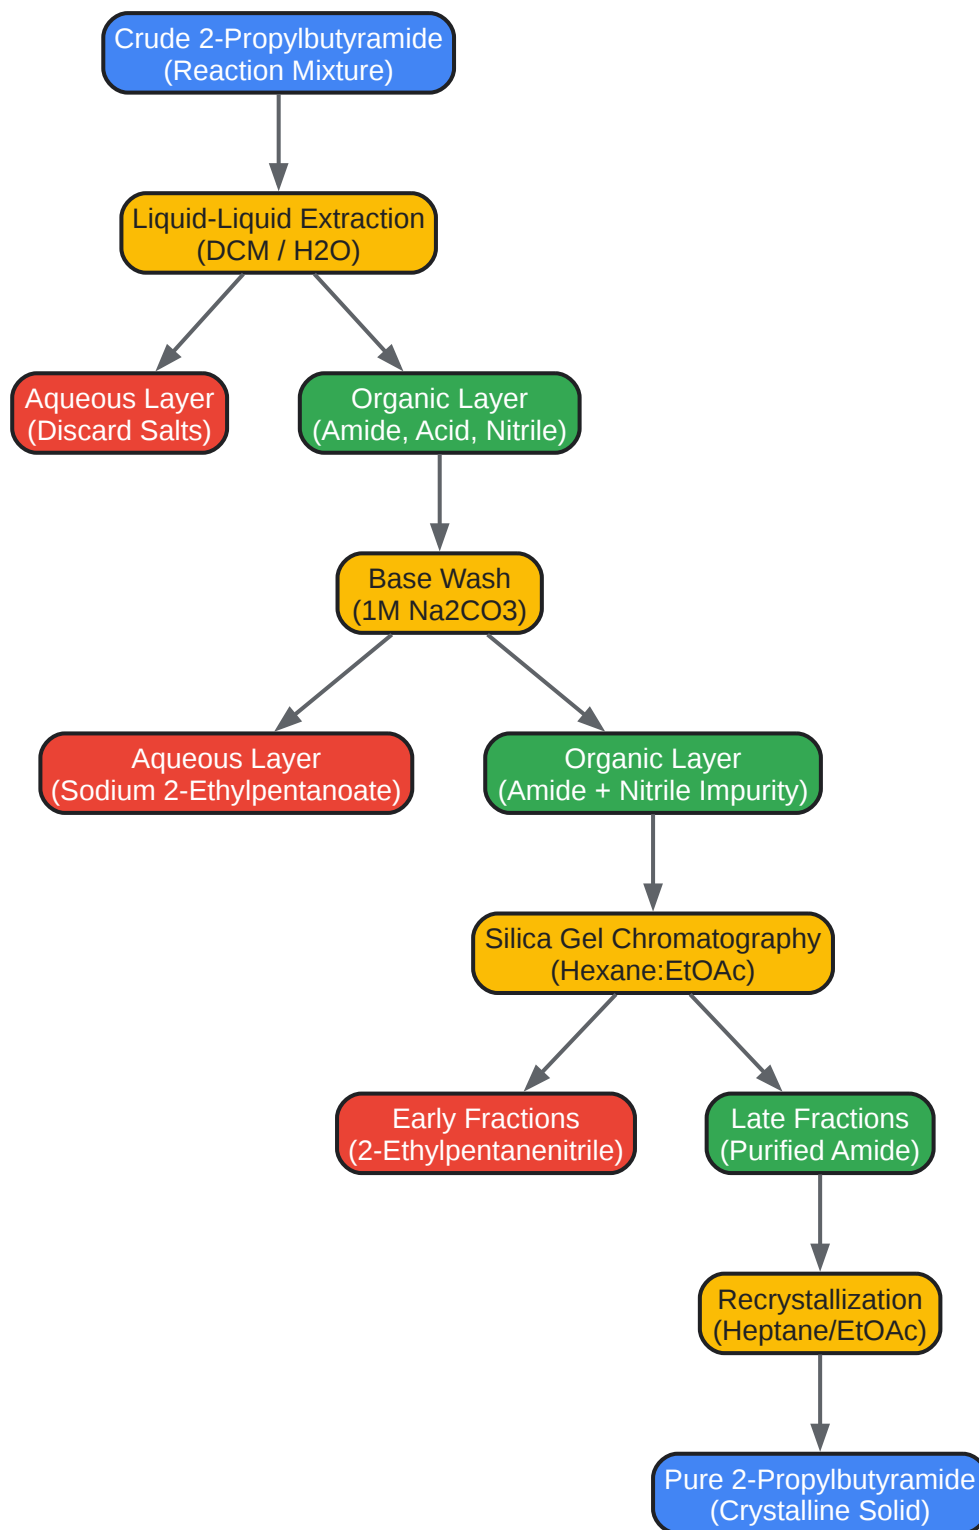 Crude 2-Propylbutyramide
(Reaction Mixture)
Liquid-Liquid Extraction
(DCM / H2O)
Aqueous Layer
(Discard Salts)
Organic Layer
(Amide, Acid, Nitrile)
Base Wash
(1M Na2CO3)
Aqueous Layer
(Sodium 2-Ethylpentanoate)
Organic Layer
(Amide + Nitrile Impurity)
Silica Gel Chromatography
(Hexane:EtOAc)
Early Fractions
(2-Ethylpentanenitrile)
Late Fractions
(Purified Amide)
Recrystallization
(Heptane/EtOAc)
Pure 2-Propylbutyramide
(Crystalline Solid)